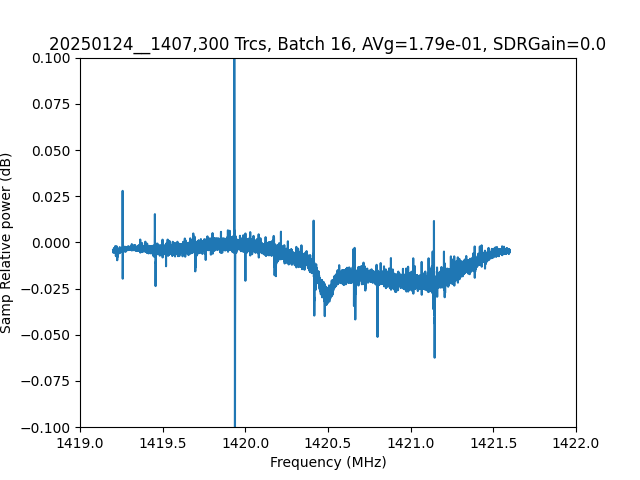 20250124__1407,300 Trcs, Batch 16, AVg=1.79e-01, SDRGain=0.0
0.100
0.075
0.050
0.025
0.000
−0.025
−0.050
−0.075
−0.100
Samp Relative power (dB)
1419.0 1419.5 1420.0 1420.5 1421.0 1421.5 1422.0
Frequency (MHz)